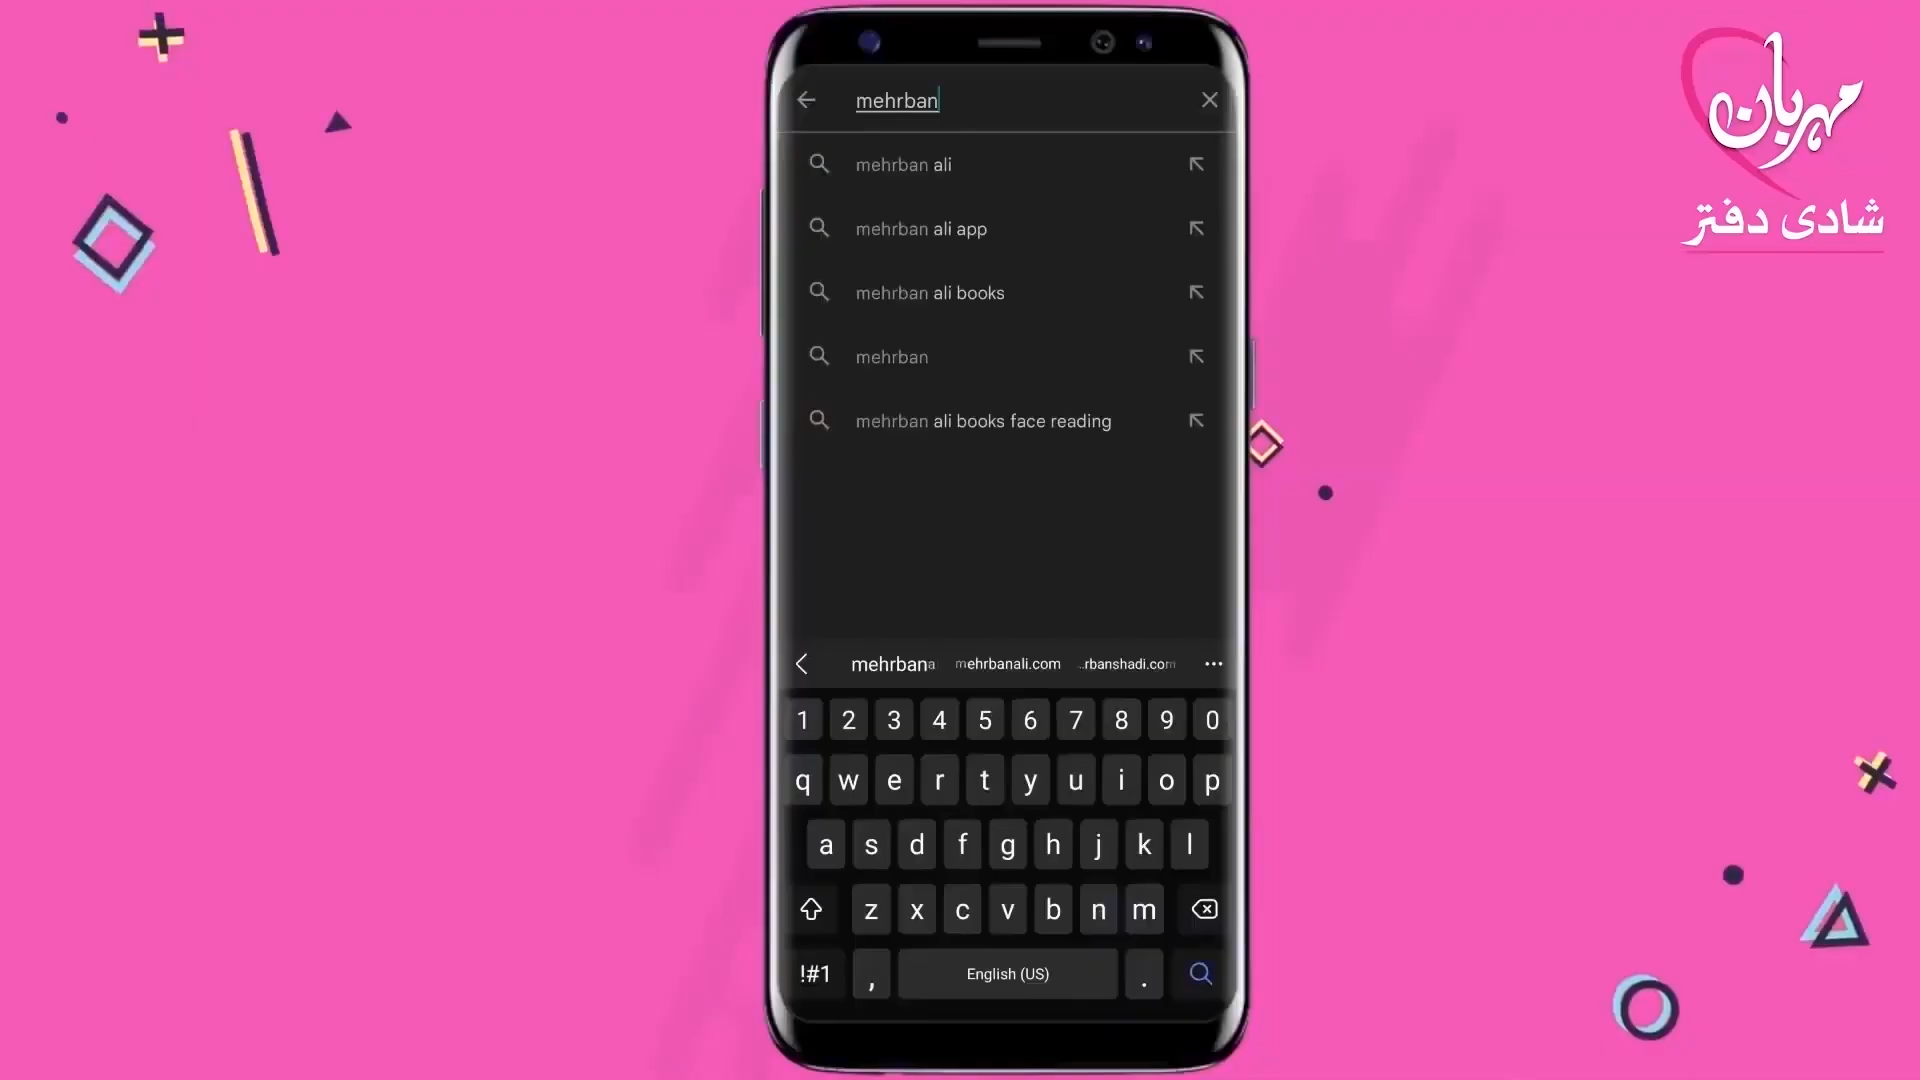 mehrban
mehrban ali
mehrban ali app
mehrban ali books
mehrban
mehrban ali books face reading
mehrbana mehrbanali.com ..rbanshadi.com
1 2 3 4 5 6 7 8 9 0
q w e r t y u i o p
a s d f g h j k l
z x c v b n m
!#1 , English (US) .
مہربان
شادی دفتر